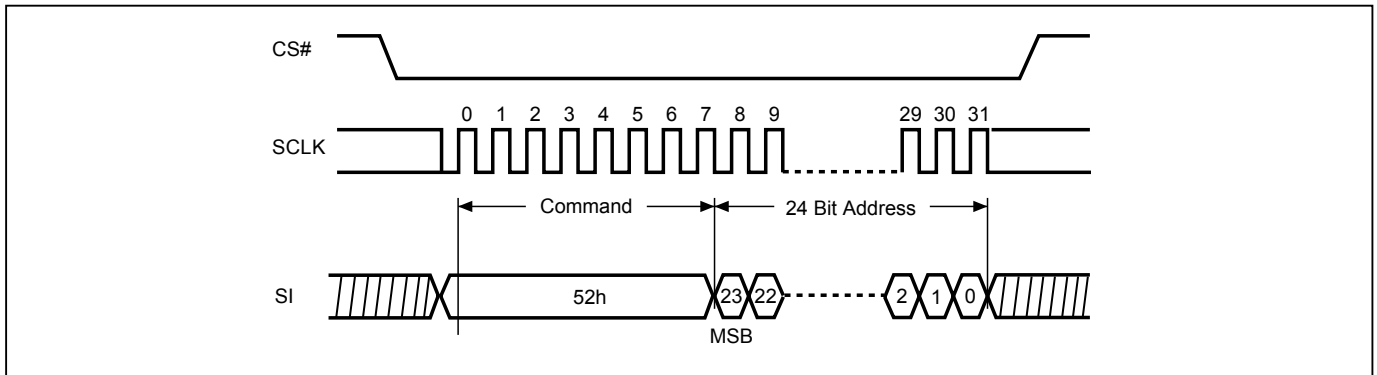 CS#
0 1 2 3 4 5 6 7 8 9 29 30 31
SCLK
Command 24 Bit Address
SI 52h 23 22 2 1 0
MSB